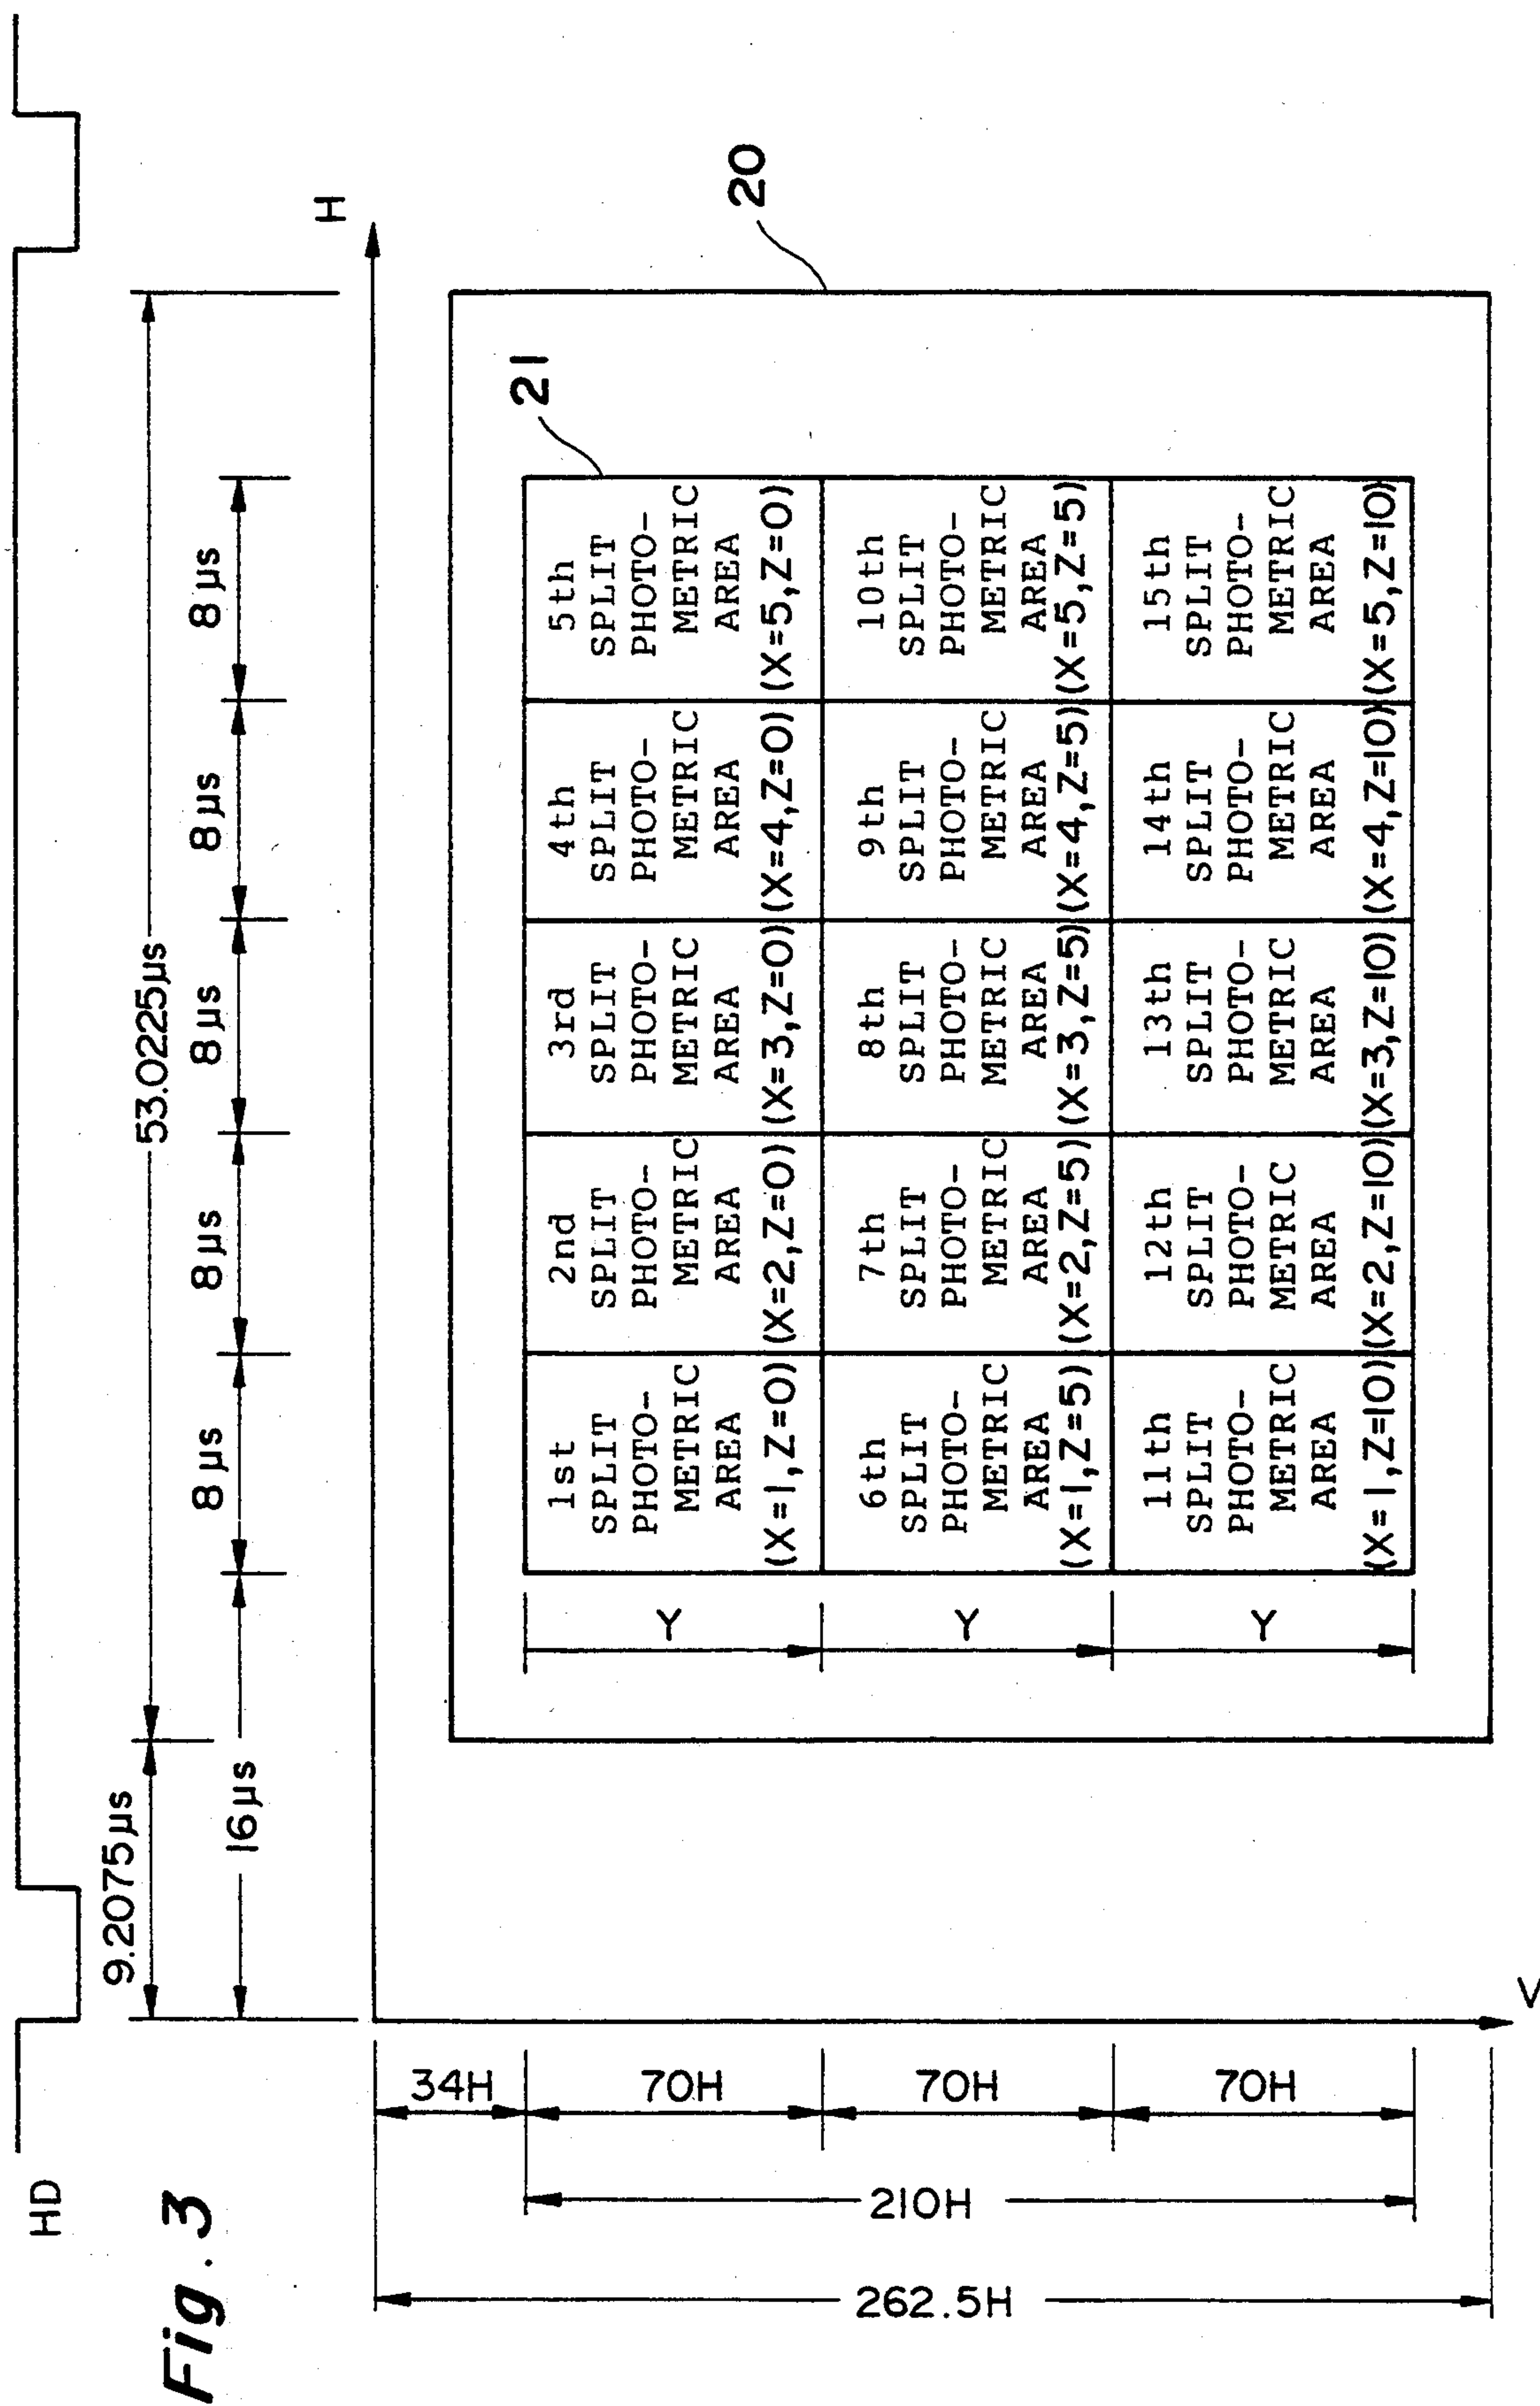 Fig. 3
HD
9.2075μs
53.0225μs
16μs
8μs
8μs
8μs
8μs
8μs
H
20
21
34H
70H
70H
70H
210H
262.5H
V
Y
Y
Y
1st
SPLIT
PHOTO-
METRIC
AREA
(X=1,Z=0)
2nd
SPLIT
PHOTO-
METRIC
AREA
(X=2,Z=0)
3rd
SPLIT
PHOTO-
METRIC
AREA
(X=3,Z=0)
4th
SPLIT
PHOTO-
METRIC
AREA
(X=4,Z=0)
5th
SPLIT
PHOTO-
METRIC
AREA
(X=5,Z=0)
6th
SPLIT
PHOTO-
METRIC
AREA
(X=1,Z=5)
7th
SPLIT
PHOTO-
METRIC
AREA
(X=2,Z=5)
8th
SPLIT
PHOTO-
METRIC
AREA
(X=3,Z=5)
9th
SPLIT
PHOTO-
METRIC
AREA
(X=4,Z=5)
10th
SPLIT
PHOTO-
METRIC
AREA
(X=5,Z=5)
11th
SPLIT
PHOTO-
METRIC
AREA
(X=1,Z=10)
12th
SPLIT
PHOTO-
METRIC
AREA
(X=2,Z=10)
13th
SPLIT
PHOTO-
METRIC
AREA
(X=3,Z=10)
14th
SPLIT
PHOTO-
METRIC
AREA
(X=4,Z=10)
15th
SPLIT
PHOTO-
METRIC
AREA
(X=5,Z=10)